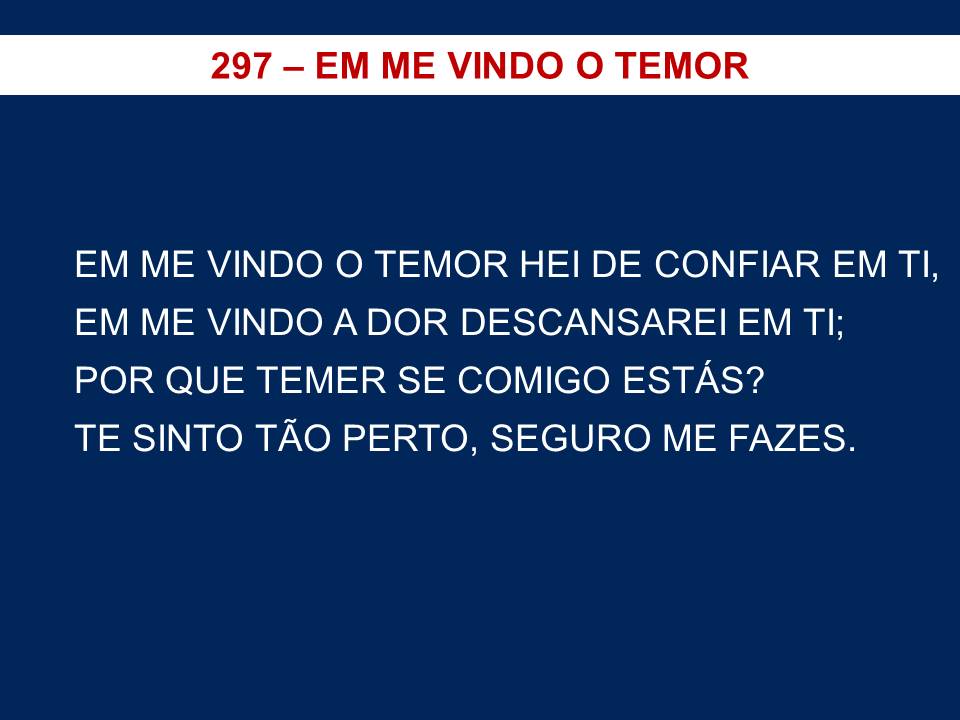 297 – EM ME VINDO O TEMOR
EM ME VINDO O TEMOR HEI DE CONFIAR EM TI,
EM ME VINDO A DOR DESCANSAREI EM TI;
POR QUE TEMER SE COMIGO ESTÁS?
TE SINTO TÃO PERTO, SEGURO ME FAZES.